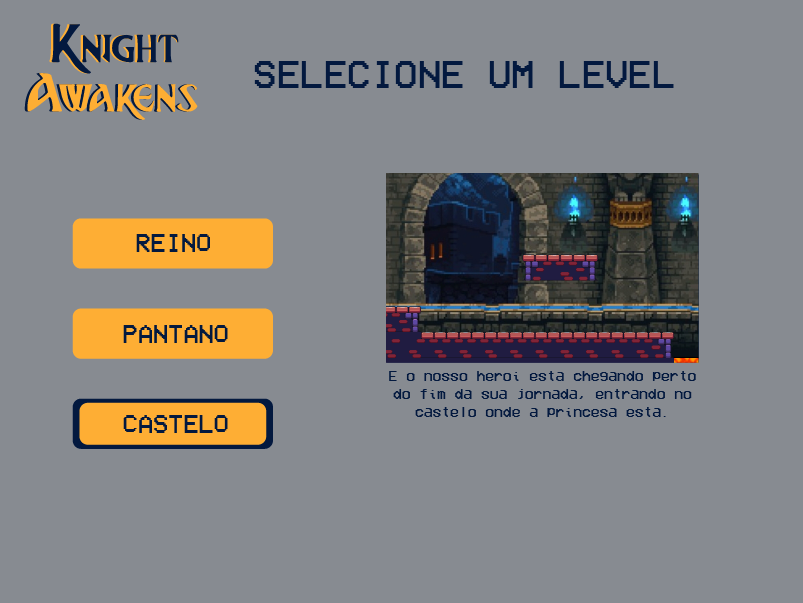 KNIGHT
AWAKENS
SELECIONE UM LEVEL
REINO
PANTANO
CASTELO
E o nosso heroi esta chegando perto
do fim da sua jornada, entrando no
castelo onde a princesa esta.